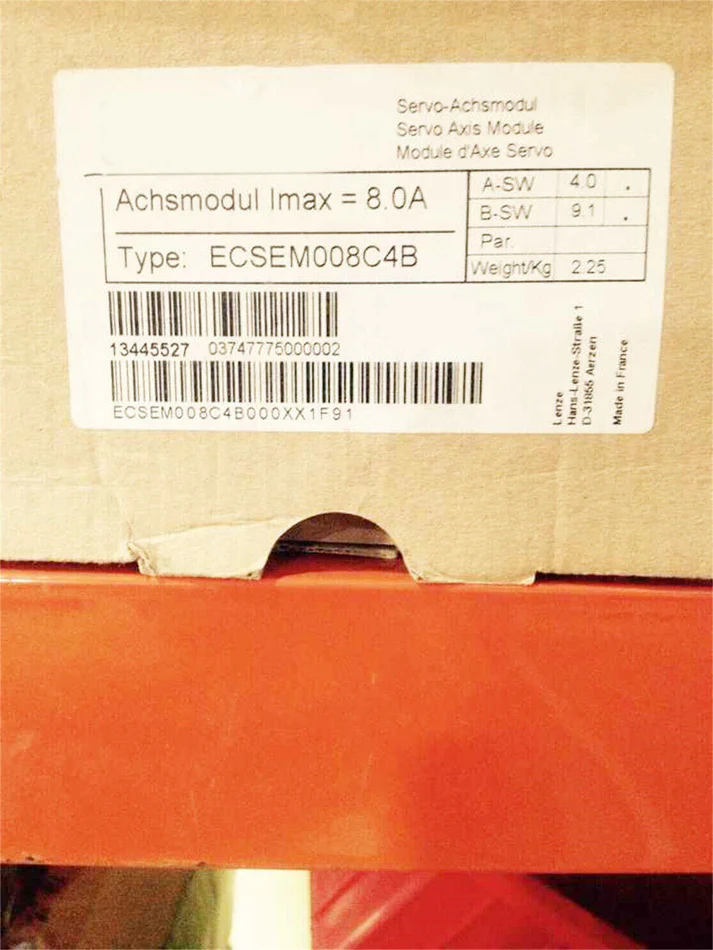 Servo-Achsmodul
Servo Axis Module
Module d'Axe Servo
Achsmodul Imax = 8.0A
Type: ECSEM008C4B
A-SW 4.0 .
B-SW 9.1 .
Par.
Weight/Kg 2.25
13445527 03747775000002
ECSEM008C4B000XX1F91
Lenze
Hans-Lenze-Straße 1
D-31855 Aerzen
Made in France